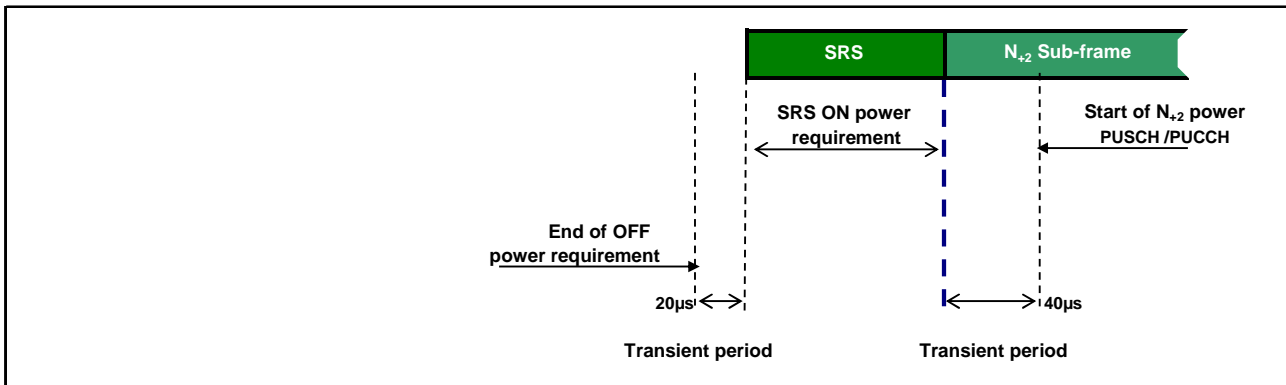 SRS
N+2 Sub-frame
SRS ON power
requirement
Start of N+2 power
PUSCH /PUCCH
End of OFF
power requirement
20µs
40µs
Transient period
Transient period